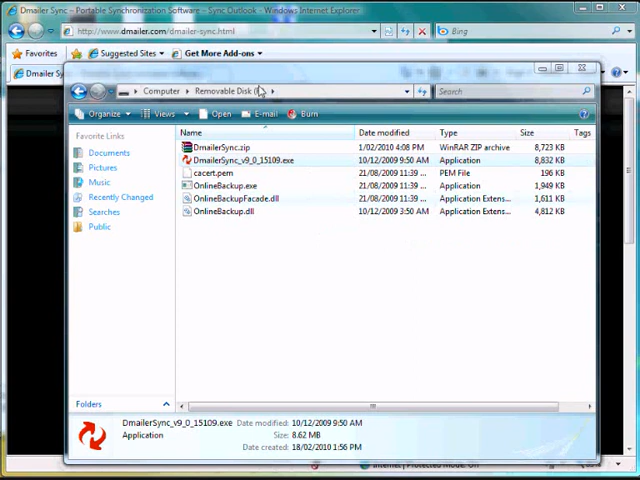 Dmailer Sync – Portable Synchronization Software – Sync Outlook - Windows Internet Explorer
http://www.dmailer.com/dmailer-sync.html
Bing
Favorites Suggested Sites Get More Add-ons
Dmailer Sy
Computer Removable Disk
Search
Organize Views Open E-mail Burn
Favorite Links
Documents
Pictures
Music
Recently Changed
Searches
Public
Folders
Name Date modified Type Size Tags
DmailerSync.zip 1/02/2010 4:08 PM WinRAR ZIP archive 8,723 KB
DmailerSync_v9_0_15109.exe 10/12/2009 9:50 AM Application 8,832 KB
cacert.pem 21/08/2009 11:39 ... PEM File 196 KB
OnlineBackup.exe 21/08/2009 11:39 ... Application 1,949 KB
OnlineBackupFacade.dll 21/08/2009 11:39 ... Application Extens... 1,611 KB
OnlineBackup.dll 10/12/2009 3:50 AM Application Extens... 4,812 KB
DmailerSync_v9_0_15109.exe Date modified: 10/12/2009 9:50 AM
Application Size: 8.62 MB
Date created: 18/02/2010 1:56 PM
Internet | Protected Mode: On